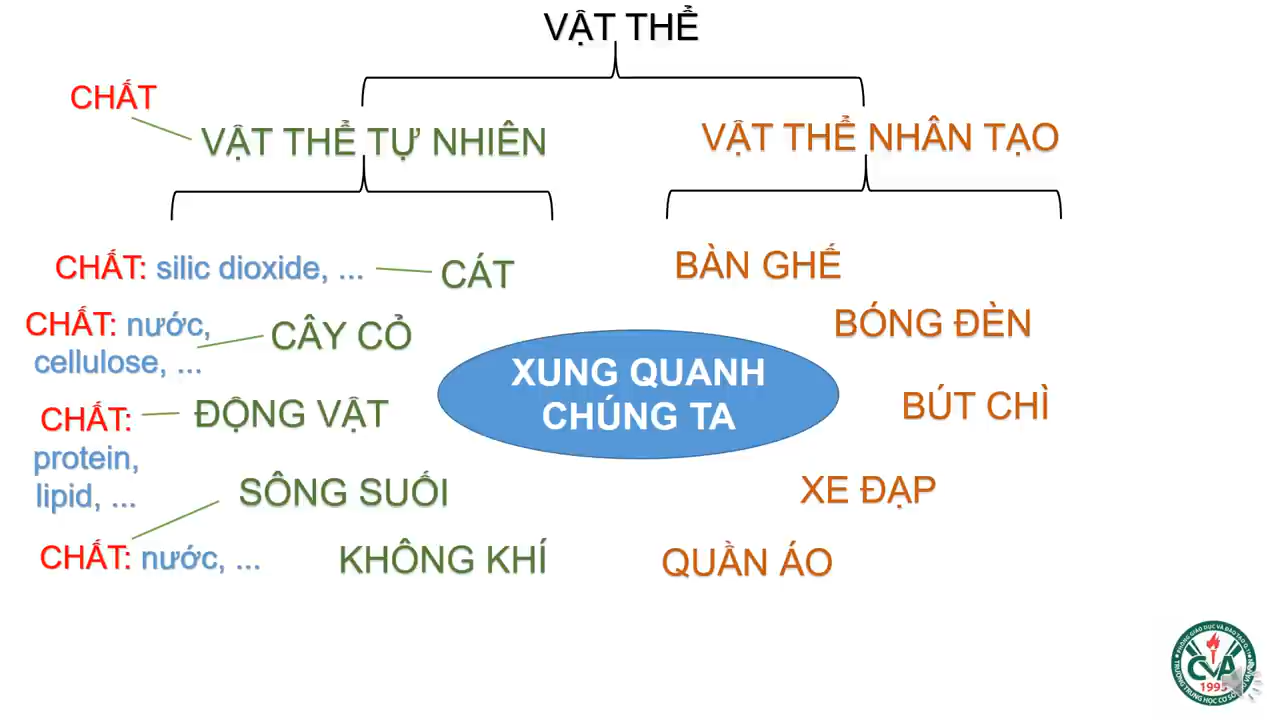 VẬT THỂ
CHẤT
VẬT THỂ TỰ NHIÊN
VẬT THỂ NHÂN TẠO
CHẤT: silic dioxide, ...
CÁT
BÀN GHẾ
CHẤT: nước,
cellulose, ...
CÂY CỎ
BÓNG ĐÈN
XUNG QUANH
CHÚNG TA
CHẤT:
protein,
lipid, ...
ĐỘNG VẬT
BÚT CHÌ
SÔNG SUỐI
XE ĐẠP
CHẤT: nước, ...
KHÔNG KHÍ
QUẦN ÁO
CVA